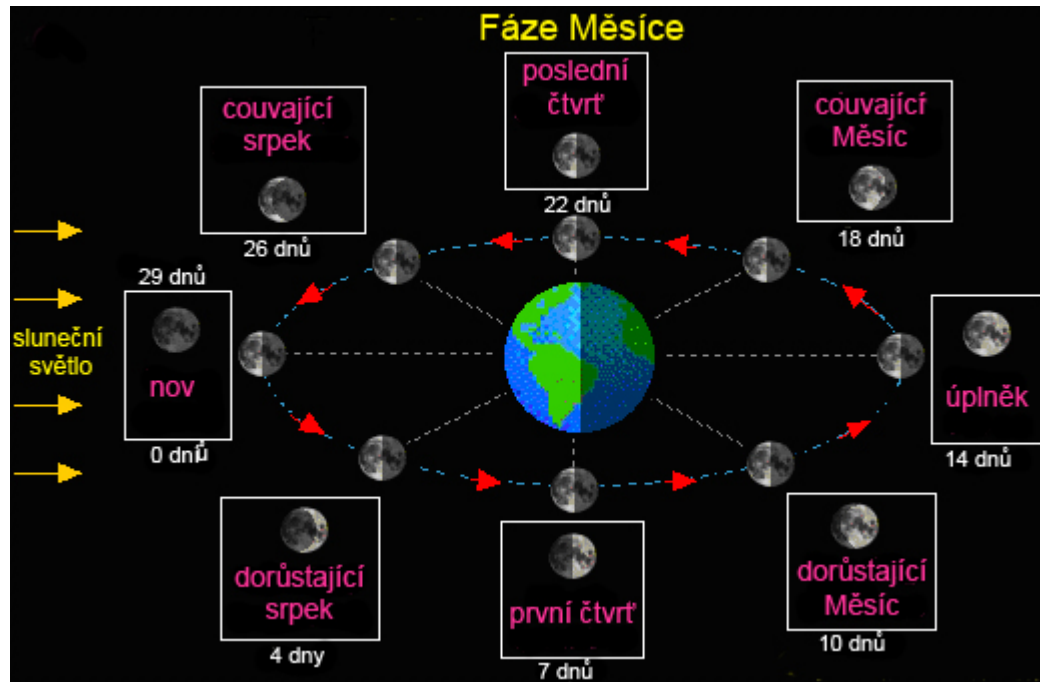 Fáze Měsíce
couvající
srpek
26 dnů
poslední
čtvrť
22 dnů
couvající
Měsíc
18 dnů
29 dnů
nov
0 dnů
sluneční
světlo
úplněk
14 dnů
dorůstající
srpek
4 dny
první čtvrť
7 dnů
dorůstající
Měsíc
10 dnů